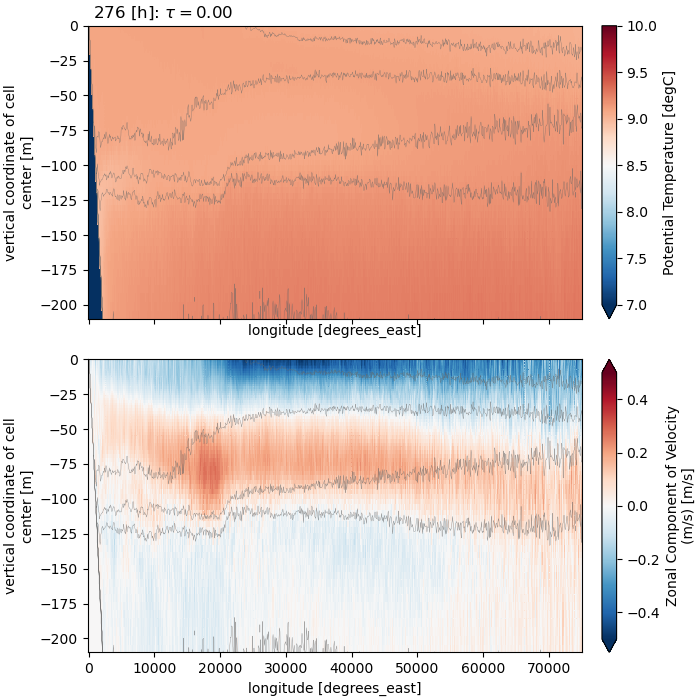 276 [h]: τ = 0.00
0
−25
−50
−75
−100
−125
−150
−175
−200
vertical coordinate of cell
center [m]
longitude [degrees_east]
10.0
9.5
9.0
8.5
8.0
7.5
7.0
Potential Temperature [degC]
0
−25
−50
−75
−100
−125
−150
−175
−200
vertical coordinate of cell
center [m]
0 10000 20000 30000 40000 50000 60000 70000
longitude [degrees_east]
0.4
0.2
0.0
−0.2
−0.4
Zonal Component of Velocity
(m/s) [m/s]